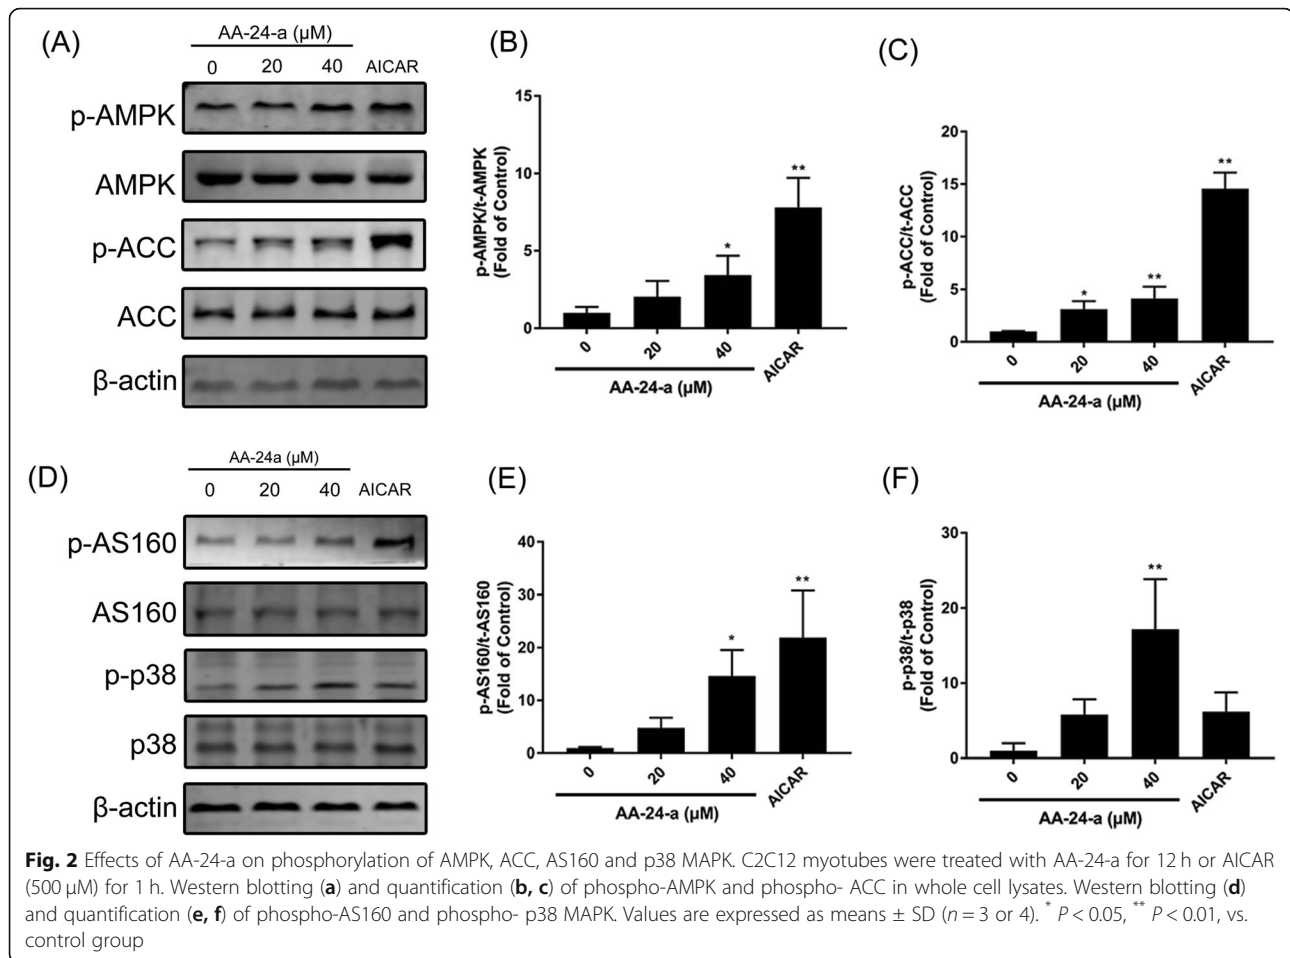 (A)
AA-24-a (μM)
0 20 40 AICAR
p-AMPK
AMPK
p-ACC
ACC
β-actin
(B)
p-AMPK/t-AMPK
(Fold of Control)
15
10
5
0
*
**
0 20 40 AICAR
AA-24-a (μM)
(C)
p-ACC/t-ACC
(Fold of Control)
20
15
10
5
0
*
**
**
0 20 40 AICAR
AA-24-a (μM)
(D)
AA-24a (μM)
0 20 40 AICAR
p-AS160
AS160
p-p38
p38
β-actin
(E)
p-AS160/t-AS160
(Fold of Control)
40
30
20
10
0
*
**
0 20 40 AICAR
AA-24-a (μM)
(F)
p-p38/t-p38
(Fold of Control)
30
20
10
0
**
0 20 40 AICAR
AA-24-a (μM)
Fig. 2 Effects of AA-24-a on phosphorylation of AMPK, ACC, AS160 and p38 MAPK. C2C12 myotubes were treated with AA-24-a for 12 h or AICAR
(500 μM) for 1 h. Western blotting (a) and quantification (b, c) of phospho-AMPK and phospho- ACC in whole cell lysates. Western blotting (d)
and quantification (e, f) of phospho-AS160 and phospho- p38 MAPK. Values are expressed as means ± SD (n = 3 or 4). * P < 0.05, ** P < 0.01, vs.
control group